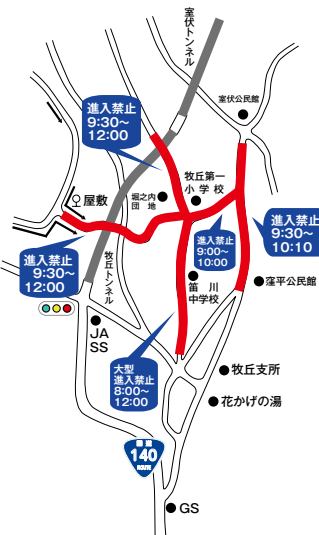 室伏トンネル
室伏公民館
進入禁止
9:30～
12:00
牧丘第一
小学校
堀之内
団地
屋敷
進入禁止
9:30～
10:10
進入禁止
9:00～
10:00
進入禁止
9:30～
12:00
牧丘トンネル
笛川
中学校
窪平公民館
JA
SS
大型
進入禁止
8:00～
12:00
牧丘支所
花かげの湯
国道
140
ROUTE
GS